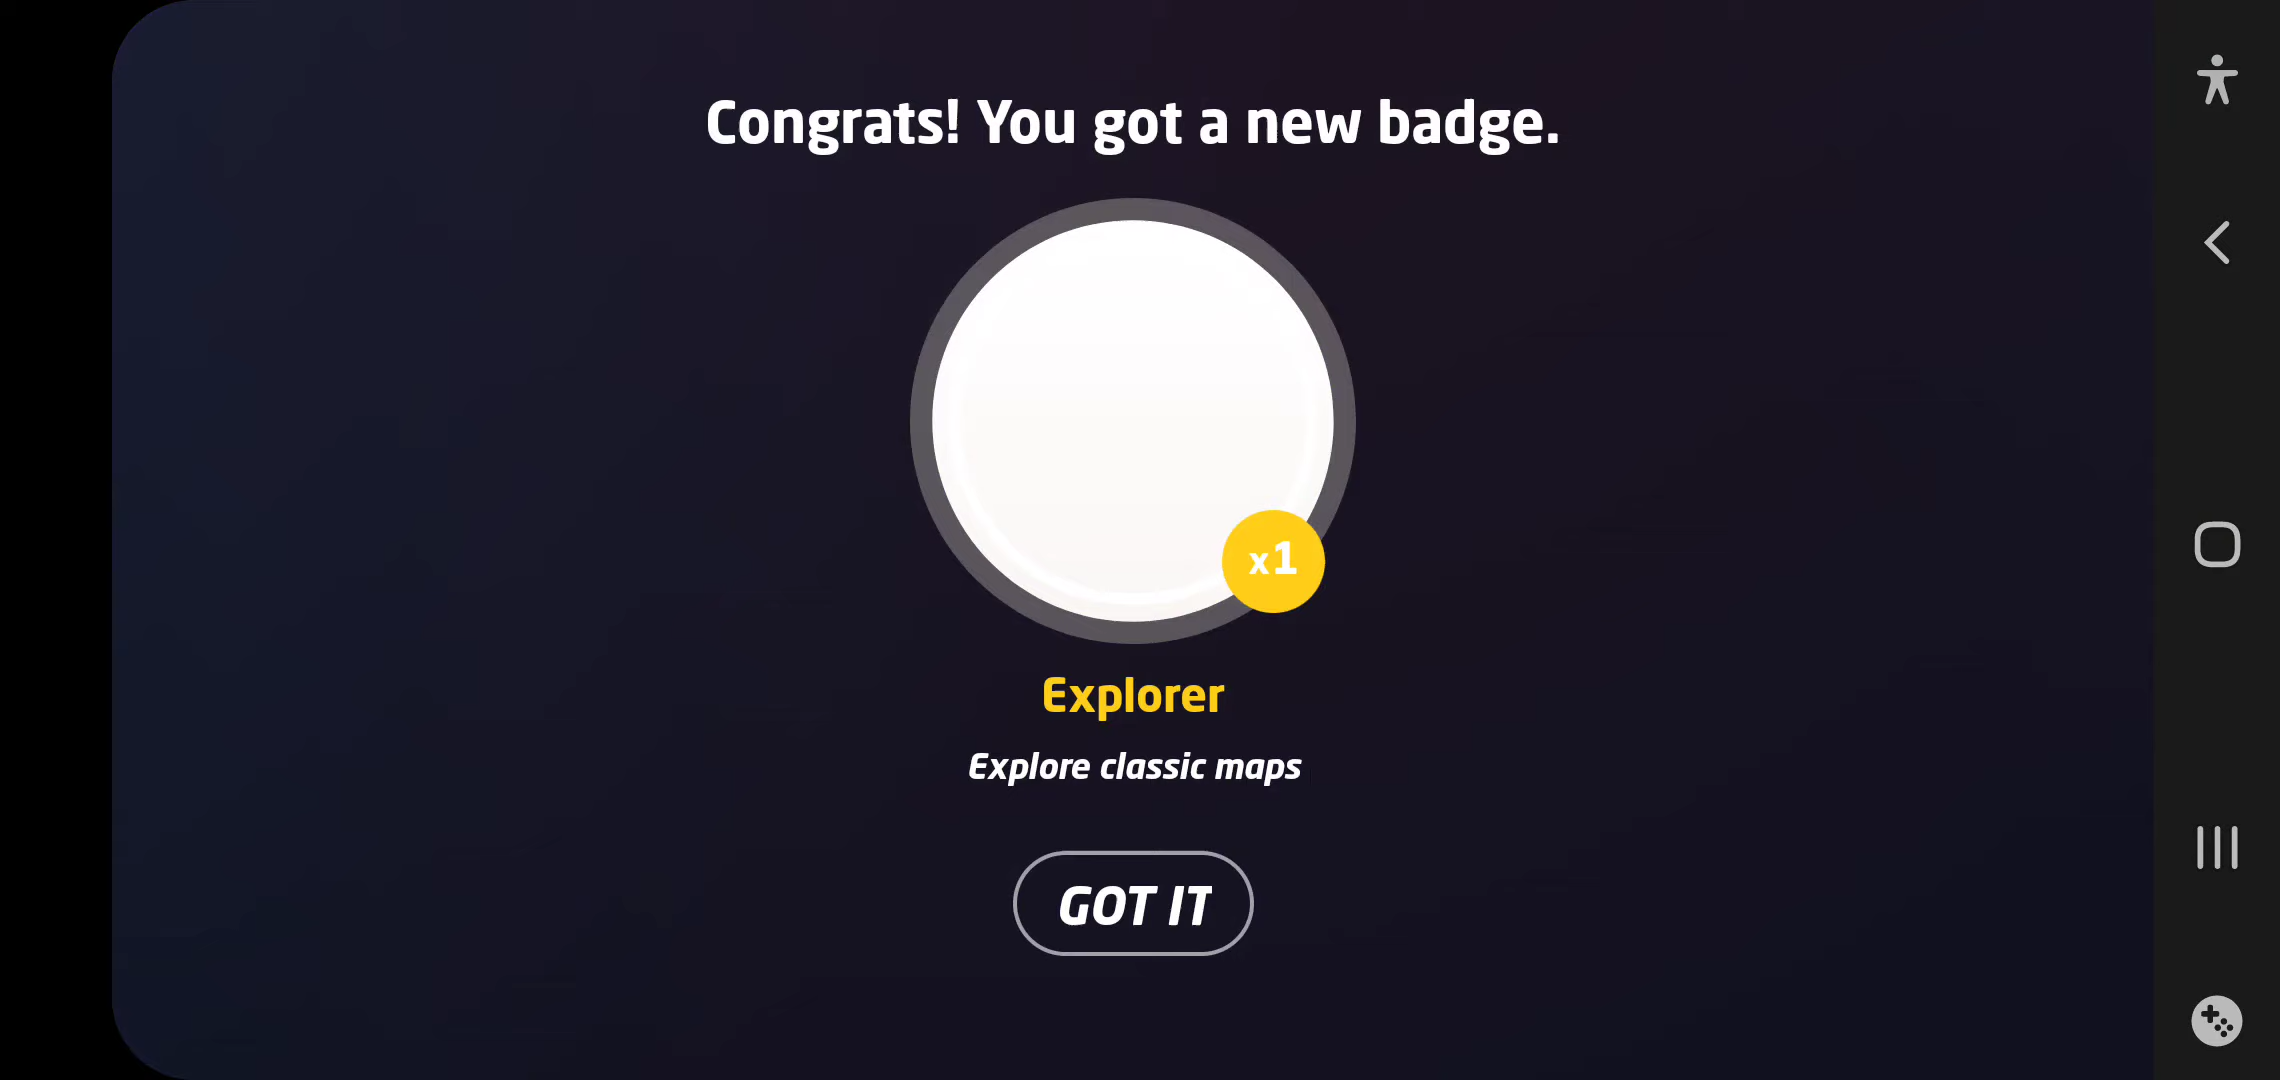 Congrats! You got a new badge.
x1
Explorer
Explore classic maps
GOT IT